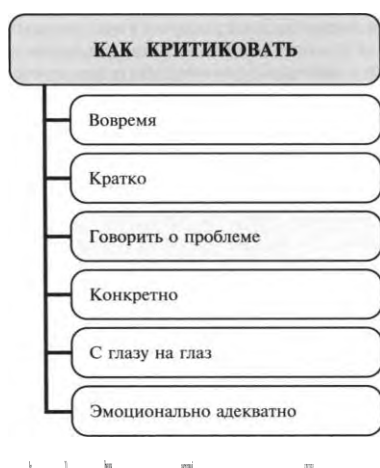 КАК КРИТИКОВАТЬ
Вовремя
Кратко
Говорить о проблеме
Конкретно
С глазу на глаз
Эмоционально адекватно